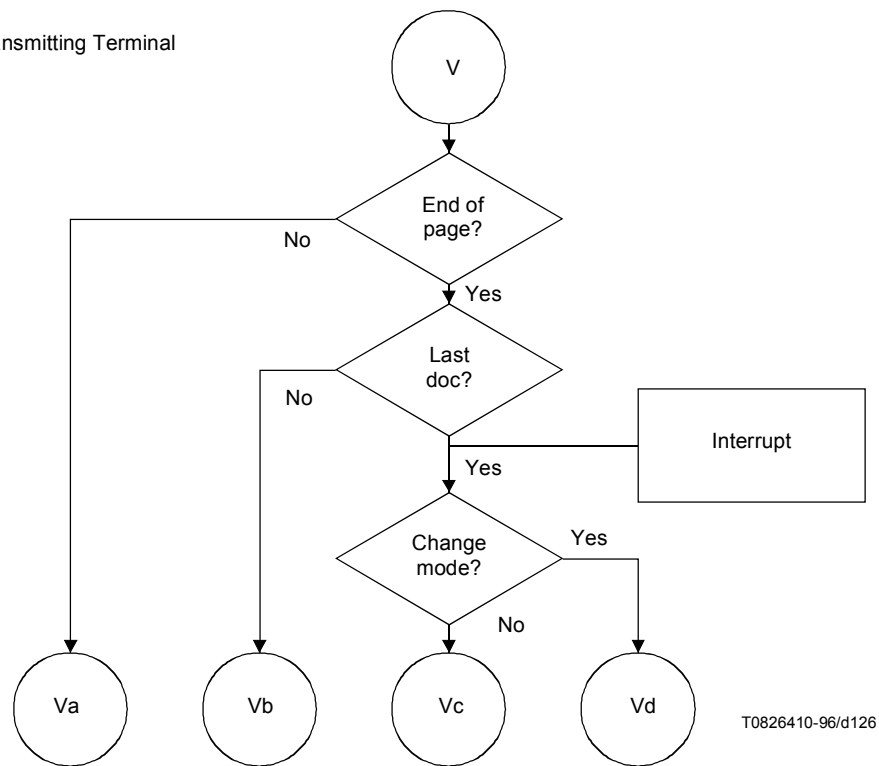 nsmitting Terminal
V
End of
page?
No
Yes
Last
doc?
No
Interrupt
Yes
Change
mode?
Yes
No
Va
Vb
Vc
Vd
T0826410-96/d126